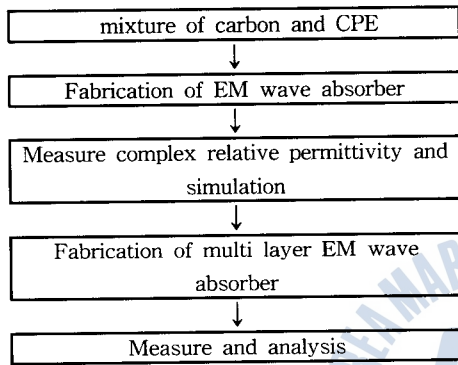 mixture of carbon and CPE
Fabrication of EM wave absorber
Measure complex relative permittivity and
simulation
Fabrication of multi layer EM wave
absorber
Measure and analysis